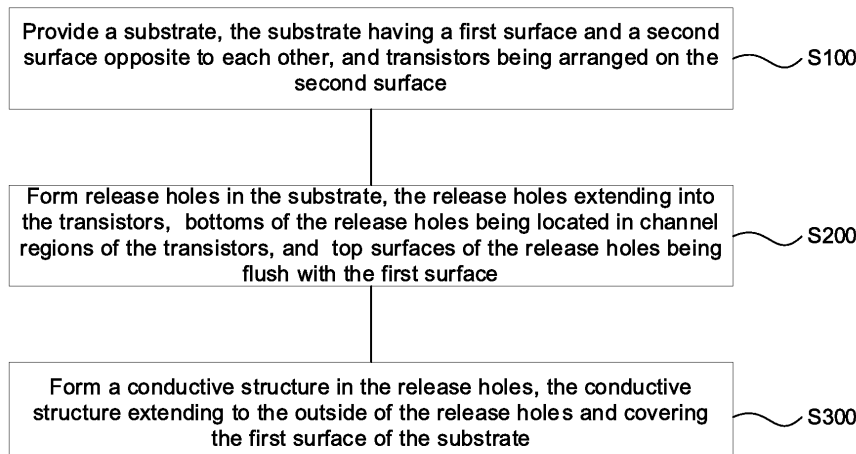 Provide a substrate, the substrate having a first surface and a second
surface opposite to each other, and transistors being arranged on the
second surface
S100
Form release holes in the substrate, the release holes extending into
the transistors, bottoms of the release holes being located in channel
regions of the transistors, and top surfaces of the release holes being
flush with the first surface
S200
Form a conductive structure in the release holes, the conductive
structure extending to the outside of the release holes and covering
the first surface of the substrate
S300